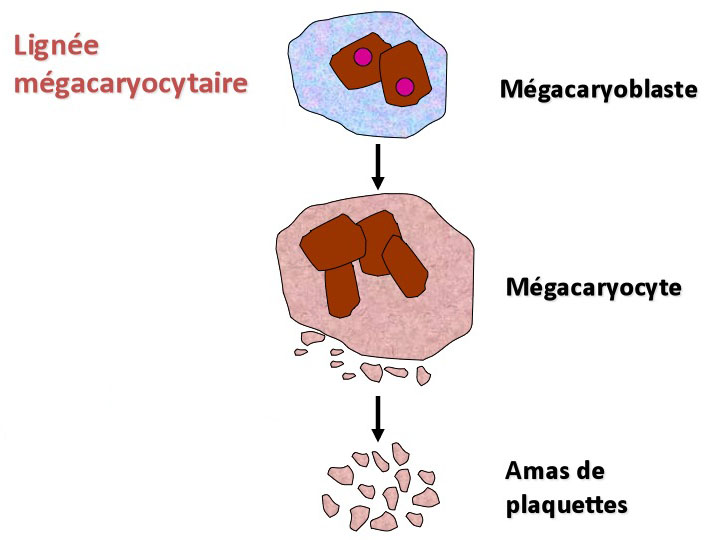 Lignée
mégacaryocytaire
Mégacaryoblaste
Mégacaryocyte
Amas de
plaquettes